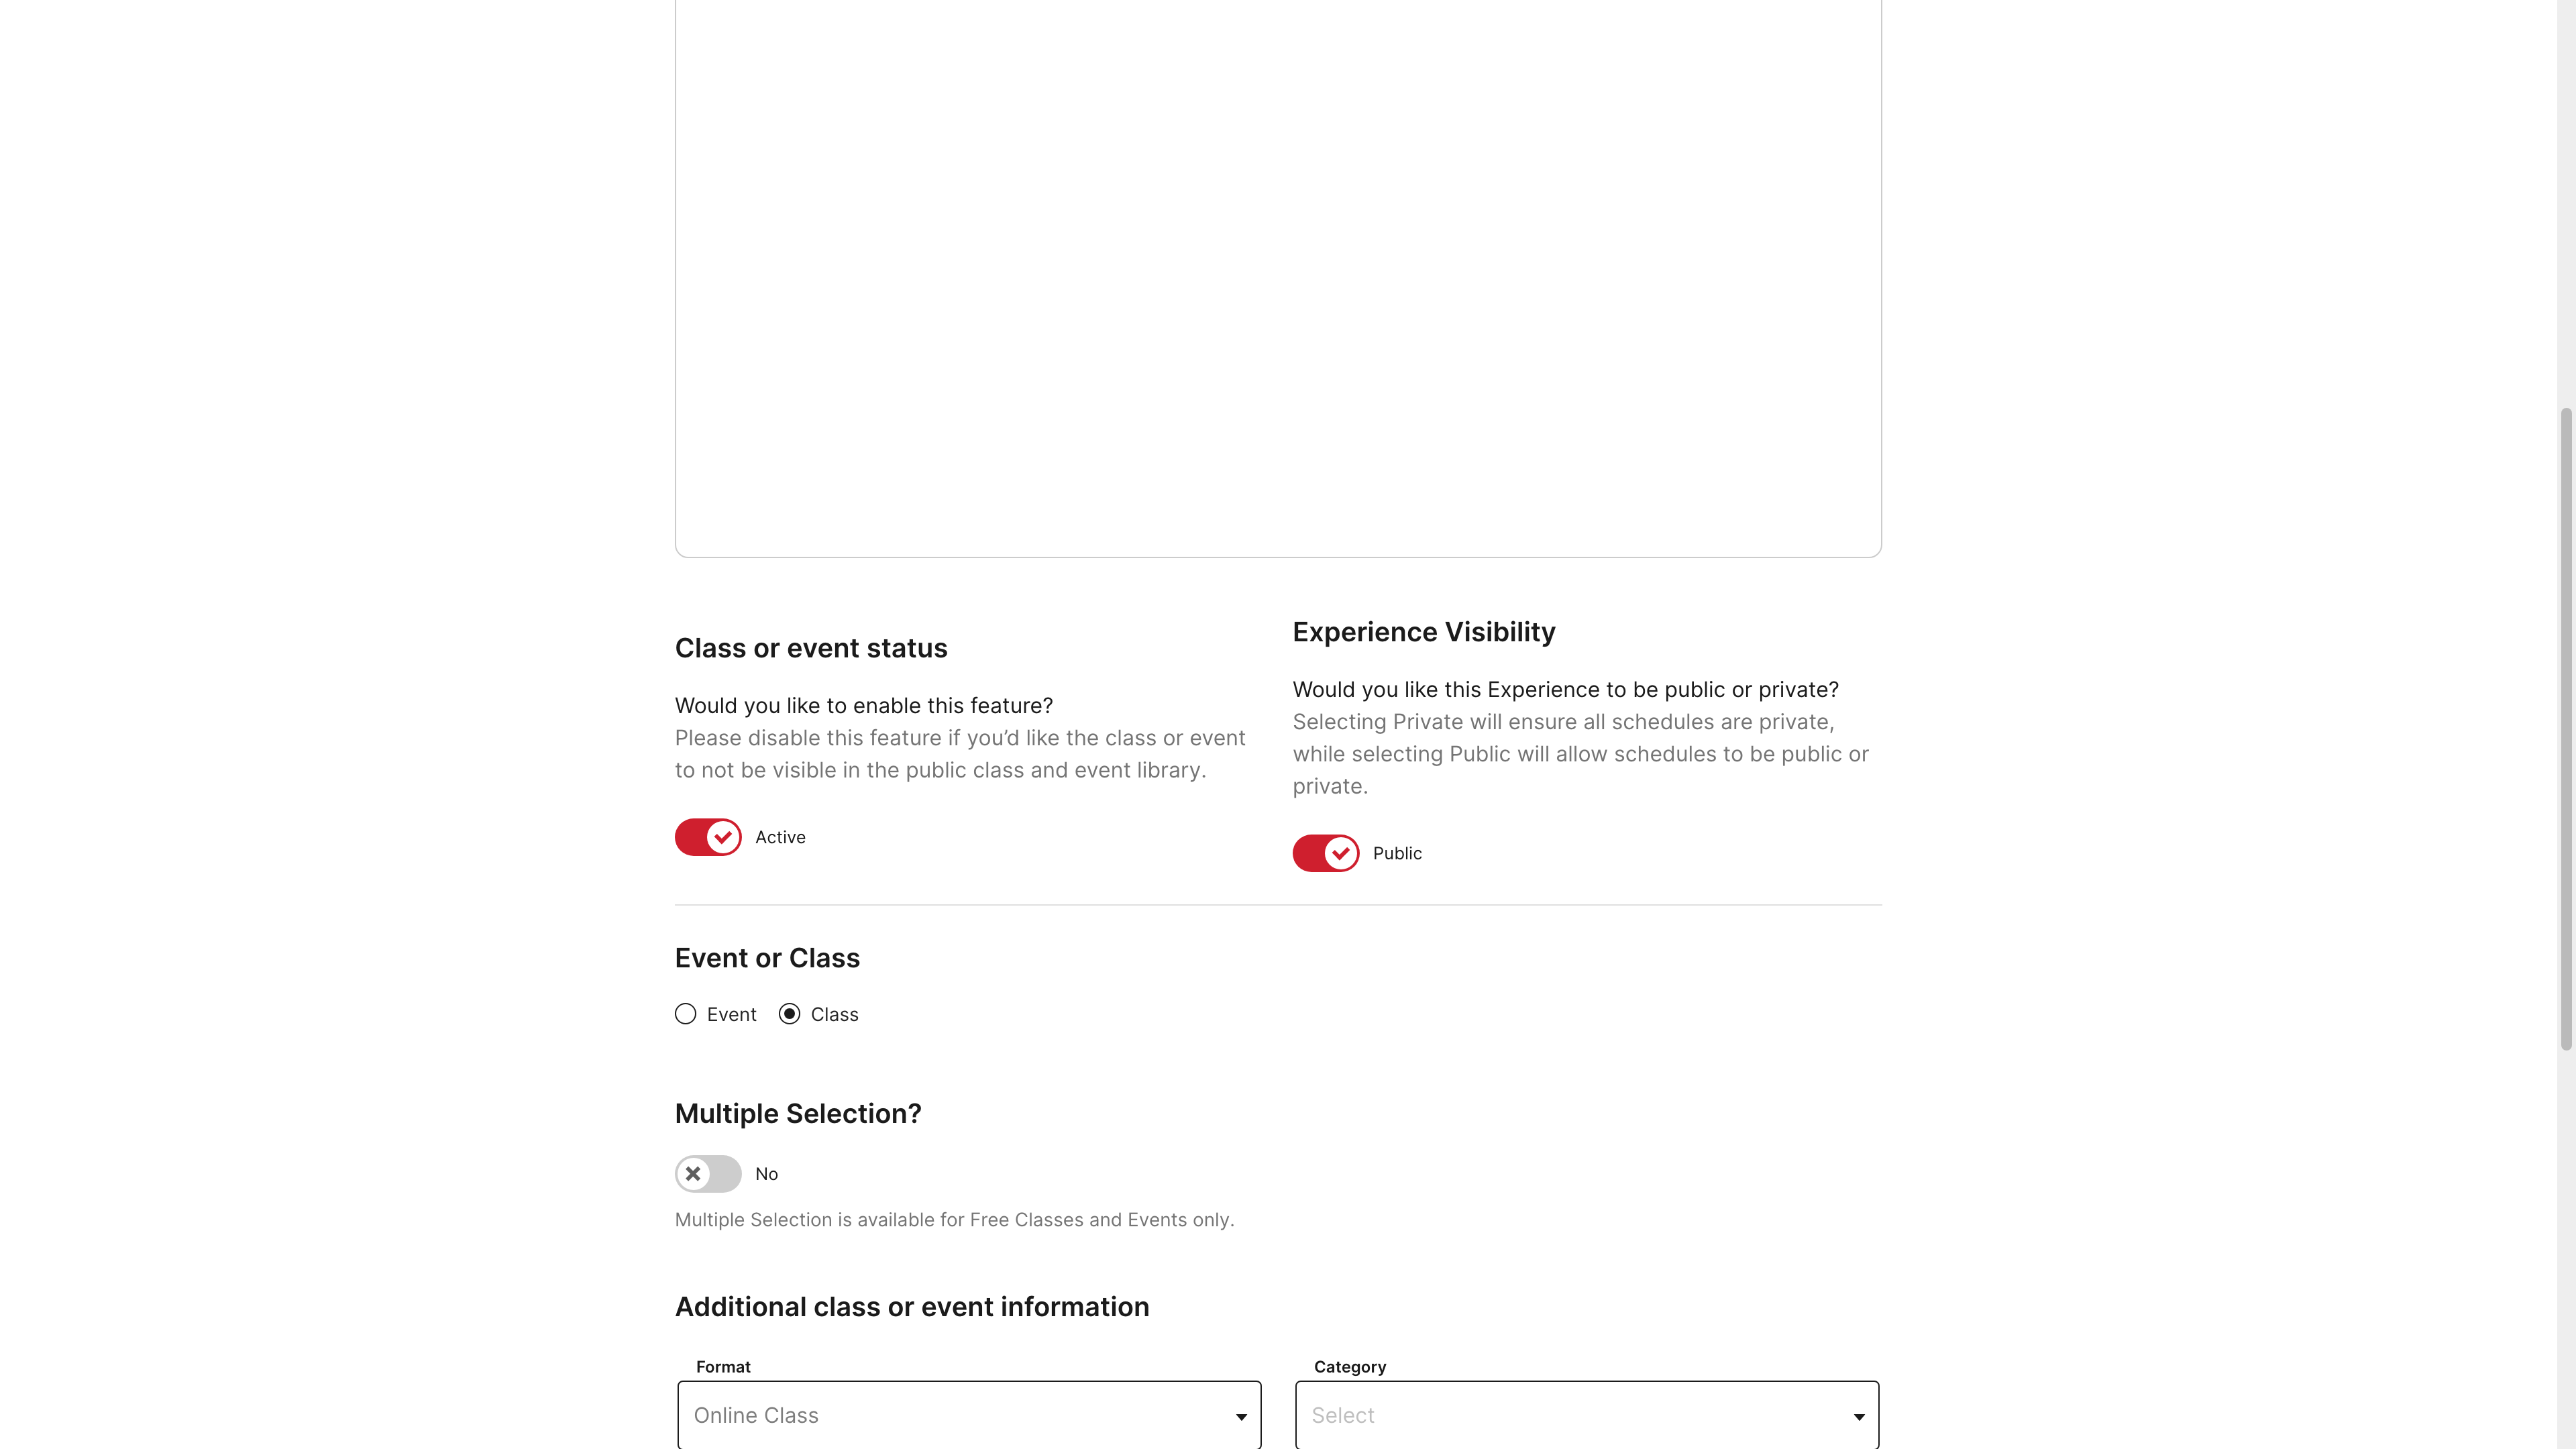 Class or event status
Would you like to enable this feature?
Please disable this feature if you’d like the class or event
to not be visible in the public class and event library.
Active
Experience Visibility
Would you like this Experience to be public or private?
Selecting Private will ensure all schedules are private,
while selecting Public will allow schedules to be public or
private.
Public
Event or Class
Event Class
Multiple Selection?
No
Multiple Selection is available for Free Classes and Events only.
Additional class or event information
Format
Online Class
Category
Select